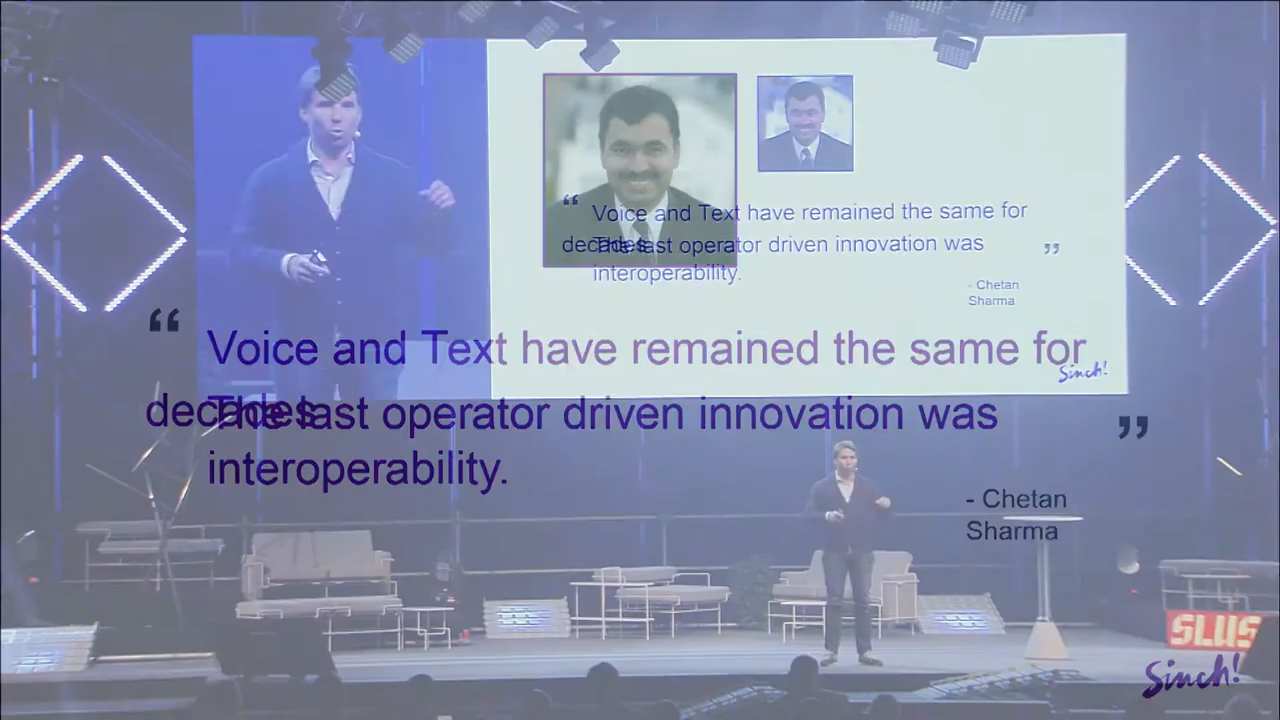 “ Voice and Text have remained the same for
decades The last operator driven innovation was
interoperability. ”
- Chetan
Sharma
Sinch!
“ Voice and Text have remained the same for
decades The last operator driven innovation was
interoperability. ”
- Chetan
Sharma
SLUS
Sinch!